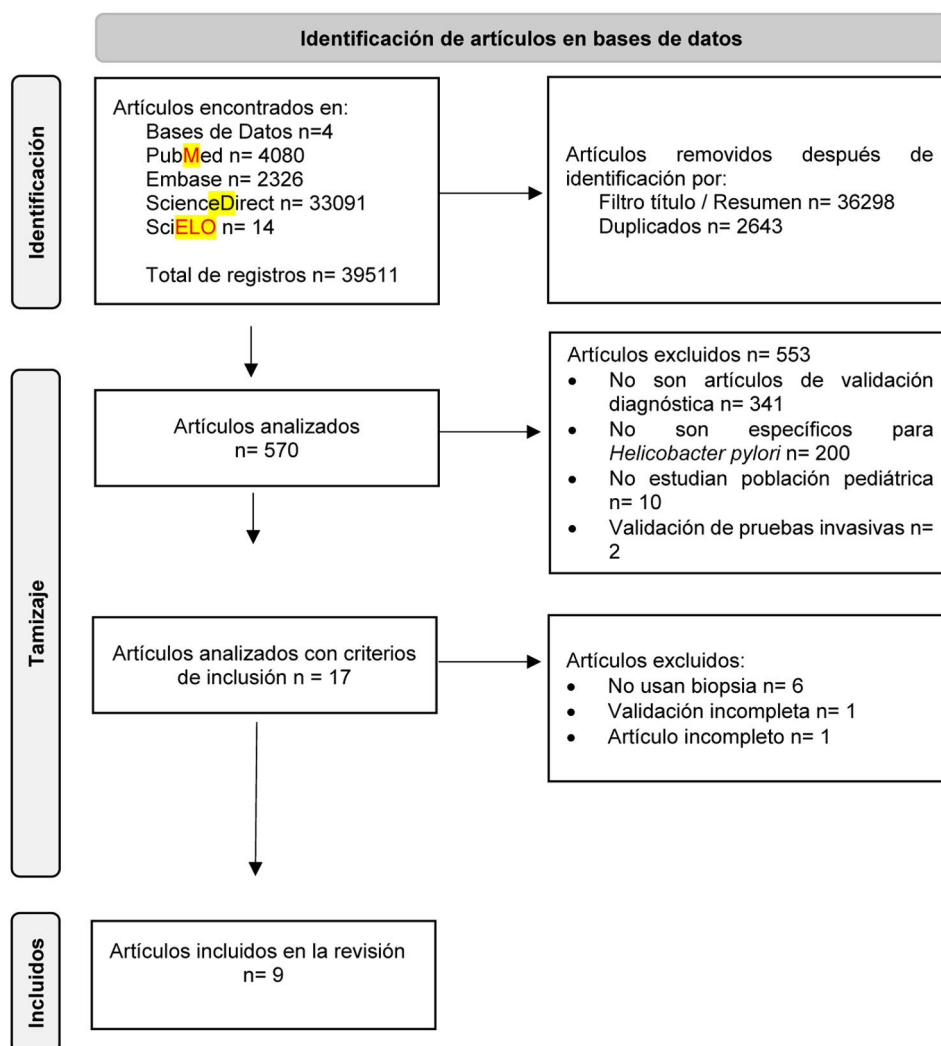 Identificación de artículos en bases de datos
Identificación
Artículos encontrados en:
Bases de Datos n=4
PubMed n= 4080
Embase n= 2326
ScienceDirect n= 33091
SciELO n= 14
Total de registros n= 39511
Artículos removidos después de
identificación por:
Filtro título / Resumen n= 36298
Duplicados n= 2643
Tamizaje
Artículos analizados
n= 570
Artículos excluidos n= 553
• No son artículos de validación
diagnóstica n= 341
• No son específicos para
Helicobacter pylori n= 200
• No estudian población pediátrica
n= 10
• Validación de pruebas invasivas n=
2
Artículos analizados con criterios
de inclusión n = 17
Artículos excluidos:
• No usan biopsia n= 6
• Validación incompleta n= 1
• Artículo incompleto n= 1
Incluidos
Artículos incluidos en la revisión
n= 9